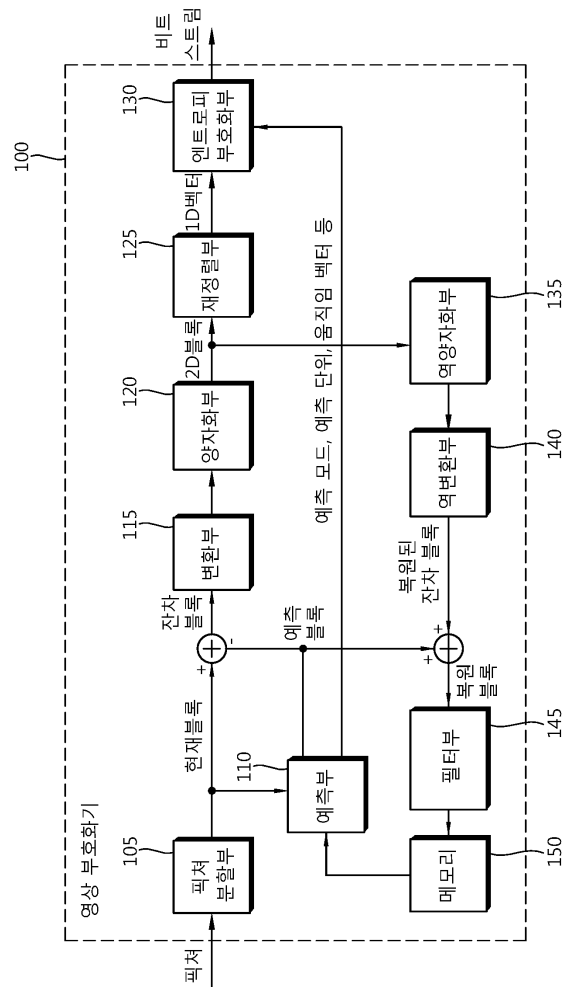 100
영상 부호화기
픽쳐
105
픽쳐
분할부
현재블록
+
-
잔차
블록
115
변환부
120
양자화부
2D블록
125
재정렬부
1D벡터
130
엔트로피
부호화부
비트
스트림
110
예측부
예측
블록
예측 모드, 예측 단위, 움직임 벡터 등
135
역양자화부
140
역변환부
복원된
잔차 블록
+
+
복원
블록
145
필터부
150
메모리